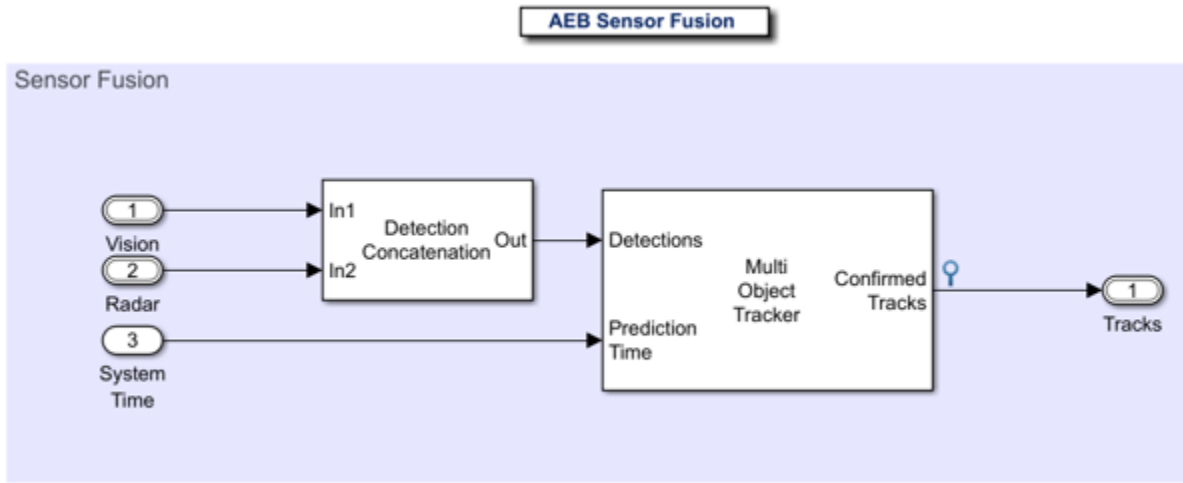 AEB Sensor Fusion
Sensor Fusion
1
Vision
2
Radar
3
System
Time
In1
In2
Detection
Concatenation
Out
Detections
Prediction
Time
Multi
Object
Tracker
Confirmed
Tracks
1
Tracks